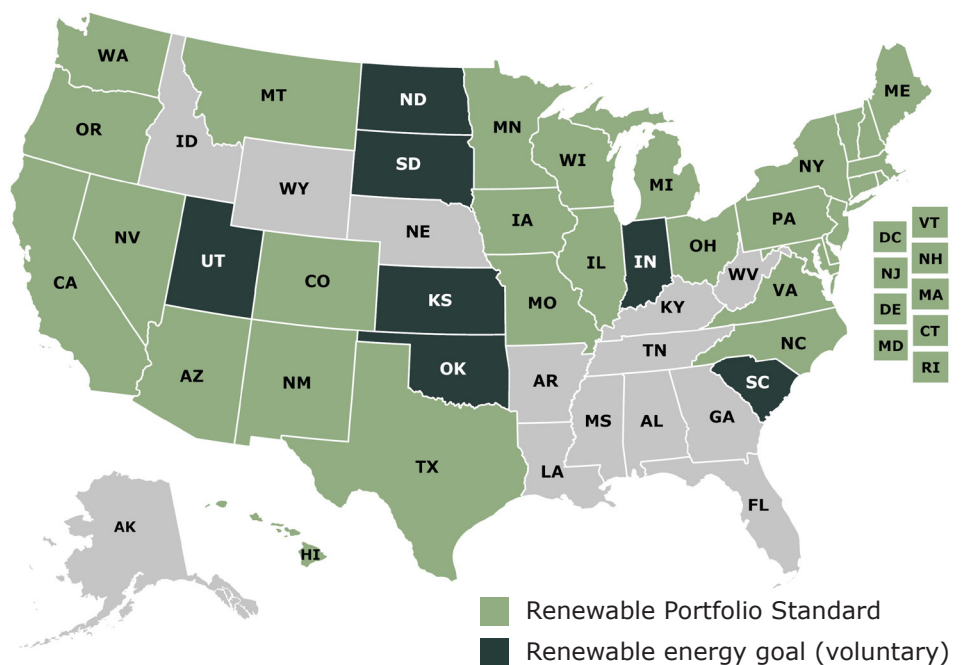 WA
MT
ND
MN
ME
OR
ID
SD
WI
NY
WY
MI
IA
PA
NE
NV
UT
CO
IL
IN
OH
WV
CA
KS
MO
KY
VA
DC
VT
NJ
NH
DE
MA
MD
CT
RI
AZ
NM
OK
AR
TN
NC
SC
MS
AL
GA
TX
LA
FL
AK
HI
Renewable Portfolio Standard
Renewable energy goal (voluntary)